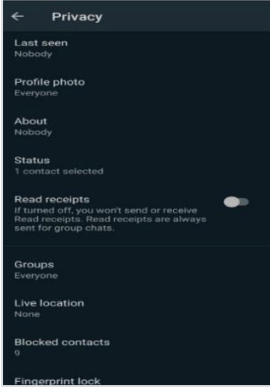 ← Privacy
Last seen
Nobody
Profile photo
Everyone
About
Nobody
Status
1 contact selected
Read receipts
If turned off, you won't send or receive
Read receipts. Read receipts are always
sent for group chats.
Groups
Everyone
Live location
None
Blocked contacts
9
Fingerprint lock